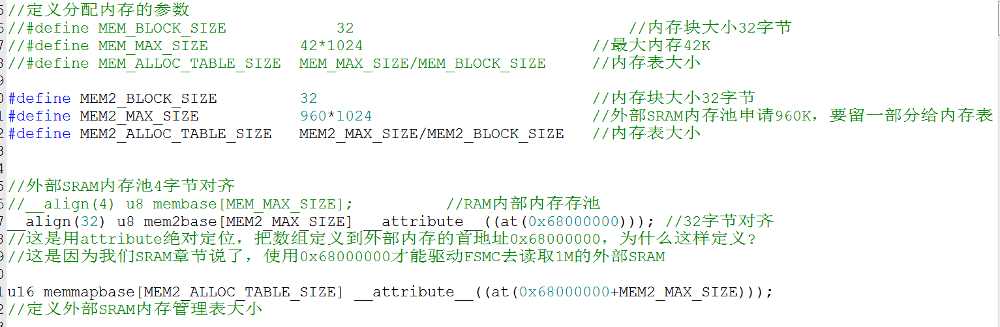 //定义分配内存的参数
//#define MEM_BLOCK_SIZE 32 //内存块大小32字节
//#define MEM_MAX_SIZE 42*1024 //最大内存42K
//#define MEM_ALLOC_TABLE_SIZE MEM_MAX_SIZE/MEM_BLOCK_SIZE //内存表大小
#define MEM2_BLOCK_SIZE 32 //内存块大小32字节
#define MEM2_MAX_SIZE 960*1024 //外部SRAM内存池申请960K，要留一部分给内存表
#define MEM2_ALLOC_TABLE_SIZE MEM2_MAX_SIZE/MEM2_BLOCK_SIZE //内存表大小
//外部SRAM内存池4字节对齐
//__align(4) u8 membase[MEM_MAX_SIZE]; //RAM内部内存存池
__align(32) u8 mem2base[MEM2_MAX_SIZE] __attribute__((at(0x68000000))); //32字节对齐
//这是用attribute绝对定位，把数组定义到外部内存的首地址0x68000000，为什么这样定义?
//这是因为我们SRAM章节说了，使用0x68000000才能驱动FSMC去读取1M的外部SRAM
u16 memmapbase[MEM2_ALLOC_TABLE_SIZE] __attribute__((at(0x68000000+MEM2_MAX_SIZE)));
//定义外部SRAM内存管理表大小